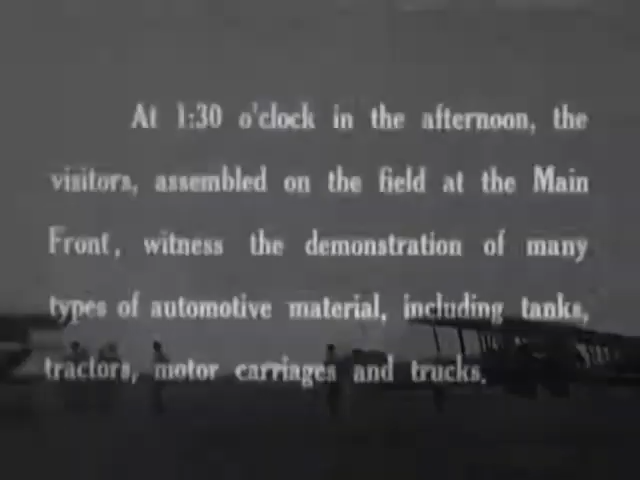 At 1:30 o'clock in the afternoon, the
visitors, assembled on the field at the Main
Front, witness the demonstration of many
types of automotive material, including tanks,
tractors, motor carriages and trucks.